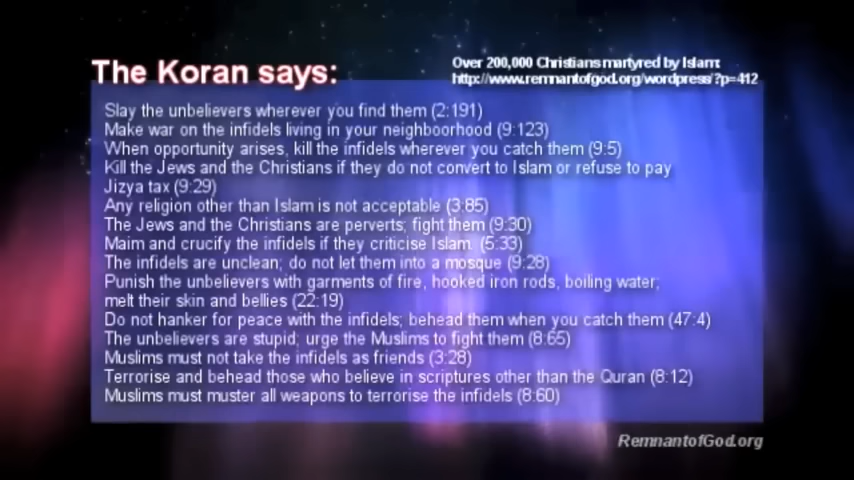 The Koran says:
Over 200,000 Christians martyred by Islam:
http://www.remnantofgod.org/wordpress/?p=412
Slay the unbelievers wherever you find them (2:191)
Make war on the infidels living in your neighboorhood (9:123)
When opportunity arises, kill the infidels wherever you catch them (9:5)
Kill the Jews and the Christians if they do not convert to Islam or refuse to pay
Jizya tax (9:29)
Any religion other than Islam is not acceptable (3:85)
The Jews and the Christians are perverts; fight them (9:30)
Maim and crucify the infidels if they criticise Islam (5:33)
The infidels are unclean; do not let them into a mosque (9:28)
Punish the unbelievers with garments of fire, hooked iron rods, boiling water;
melt their skin and bellies (22:19)
Do not hanker for peace with the infidels; behead them when you catch them (47:4)
The unbelievers are stupid; urge the Muslims to fight them (8:65)
Muslims must not take the infidels as friends (3:28)
Terrorise and behead those who believe in scriptures other than the Quran (8:12)
Muslims must muster all weapons to terrorise the infidels (8:60)
RemnantofGod.org